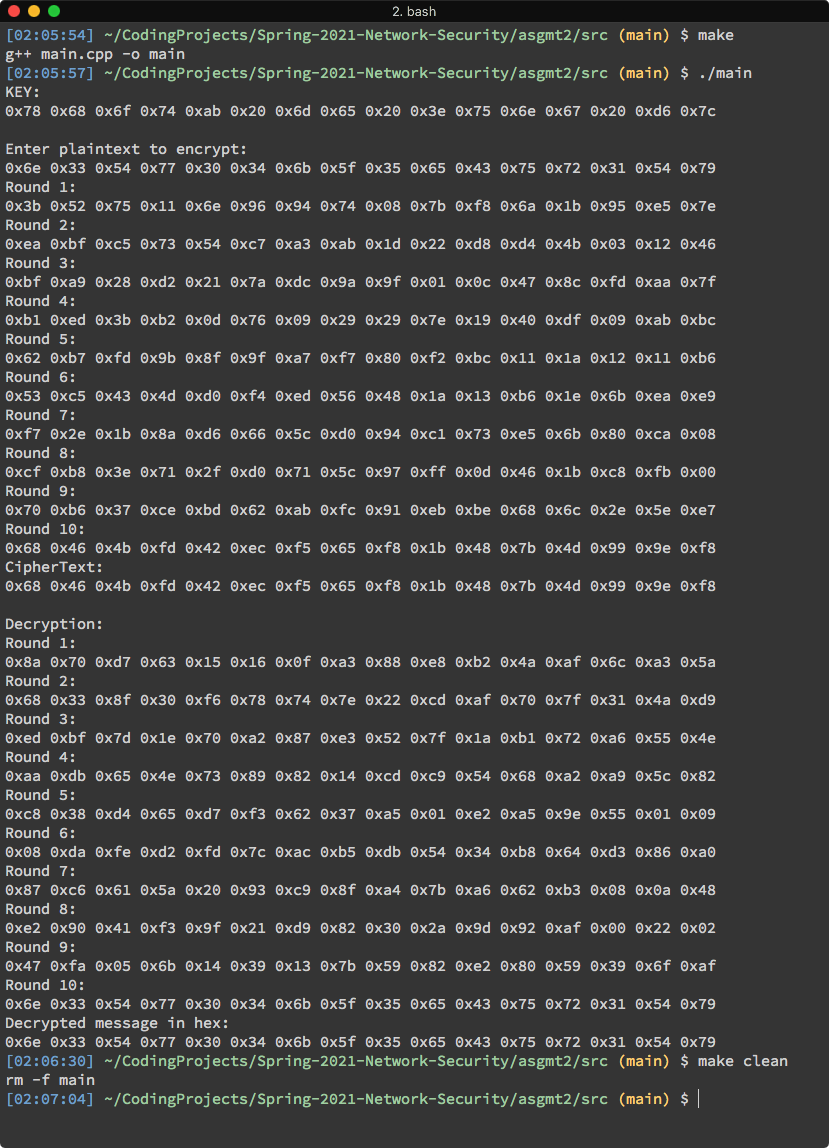 2. bash
[02:05:54] ~/CodingProjects/Spring-2021-Network-Security/asgmt2/src (main) $ make
g++ main.cpp -o main
[02:05:57] ~/CodingProjects/Spring-2021-Network-Security/asgmt2/src (main) $ ./main
KEY:
0x78 0x68 0x6f 0x74 0xab 0x20 0x6d 0x65 0x20 0x3e 0x75 0x6e 0x67 0x20 0xd6 0x7c
Enter plaintext to encrypt:
0x6e 0x33 0x54 0x77 0x30 0x34 0x6b 0x5f 0x35 0x65 0x43 0x75 0x72 0x31 0x54 0x79
Round 1:
0x3b 0x52 0x75 0x11 0x6e 0x96 0x94 0x74 0x08 0x7b 0xf8 0x6a 0x1b 0x95 0xe5 0x7e
Round 2:
0xea 0xbf 0xc5 0x73 0x54 0xc7 0xa3 0xab 0x1d 0x22 0xd8 0xd4 0x4b 0x03 0x12 0x46
Round 3:
0xbf 0xa9 0x28 0xd2 0x21 0x7a 0xdc 0x9a 0x9f 0x01 0x0c 0x47 0x8c 0xfd 0xaa 0x7f
Round 4:
0xb1 0xed 0x3b 0xb2 0x0d 0x76 0x09 0x29 0x29 0x7e 0x19 0x40 0xdf 0x09 0xab 0xbc
Round 5:
0x62 0xb7 0xfd 0x9b 0x8f 0x9f 0xa7 0xf7 0x80 0xf2 0xbc 0x11 0x1a 0x12 0x11 0xb6
Round 6:
0x53 0xc5 0x43 0x4d 0xd0 0xf4 0xed 0x56 0x48 0x1a 0x13 0xb6 0x1e 0x6b 0xea 0xe9
Round 7:
0xf7 0x2e 0x1b 0x8a 0xd6 0x66 0x5c 0xd0 0x94 0xc1 0x73 0xe5 0x6b 0x80 0xca 0x08
Round 8:
0xcf 0xb8 0x3e 0x71 0x2f 0xd0 0x71 0x5c 0x97 0xff 0x0d 0x46 0x1b 0xc8 0xfb 0x00
Round 9:
0x70 0xb6 0x37 0xce 0xbd 0x62 0xab 0xfc 0x91 0xeb 0xbe 0x68 0x6c 0x2e 0x5e 0xe7
Round 10:
0x68 0x46 0x4b 0xfd 0x42 0xec 0xf5 0x65 0xf8 0x1b 0x48 0x7b 0x4d 0x99 0x9e 0xf8
CipherText:
0x68 0x46 0x4b 0xfd 0x42 0xec 0xf5 0x65 0xf8 0x1b 0x48 0x7b 0x4d 0x99 0x9e 0xf8
Decryption:
Round 1:
0x8a 0x70 0xd7 0x63 0x15 0x16 0x0f 0xa3 0x88 0xe8 0xb2 0x4a 0xaf 0x6c 0xa3 0x5a
Round 2:
0x68 0x33 0x8f 0x30 0xf6 0x78 0x74 0x7e 0x22 0xcd 0xaf 0x70 0x7f 0x31 0x4a 0xd9
Round 3:
0xed 0xbf 0x7d 0x1e 0x70 0xa2 0x87 0xe3 0x52 0x7f 0x1a 0xb1 0x72 0xa6 0x55 0x4e
Round 4:
0xaa 0xdb 0x65 0x4e 0x73 0x89 0x82 0x14 0xcd 0xc9 0x54 0x68 0xa2 0xa9 0x5c 0x82
Round 5:
0xc8 0x38 0xd4 0x65 0xd7 0xf3 0x62 0x37 0xa5 0x01 0xe2 0xa5 0x9e 0x55 0x01 0x09
Round 6:
0x08 0xda 0xfe 0xd2 0xfd 0x7c 0xac 0xb5 0xdb 0x54 0x34 0xb8 0x64 0xd3 0x86 0xa0
Round 7:
0x87 0xc6 0x61 0x5a 0x20 0x93 0xc9 0x8f 0xa4 0x7b 0xa6 0x62 0xb3 0x08 0x0a 0x48
Round 8:
0xe2 0x90 0x41 0xf3 0x9f 0x21 0xd9 0x82 0x30 0x2a 0x9d 0x92 0xaf 0x00 0x22 0x02
Round 9:
0x47 0xfa 0x05 0x6b 0x14 0x39 0x13 0x7b 0x59 0x82 0xe2 0x80 0x59 0x39 0x6f 0xaf
Round 10:
0x6e 0x33 0x54 0x77 0x30 0x34 0x6b 0x5f 0x35 0x65 0x43 0x75 0x72 0x31 0x54 0x79
Decrypted message in hex:
0x6e 0x33 0x54 0x77 0x30 0x34 0x6b 0x5f 0x35 0x65 0x43 0x75 0x72 0x31 0x54 0x79
[02:06:30] ~/CodingProjects/Spring-2021-Network-Security/asgmt2/src (main) $ make clean
rm -f main
[02:07:04] ~/CodingProjects/Spring-2021-Network-Security/asgmt2/src (main) $